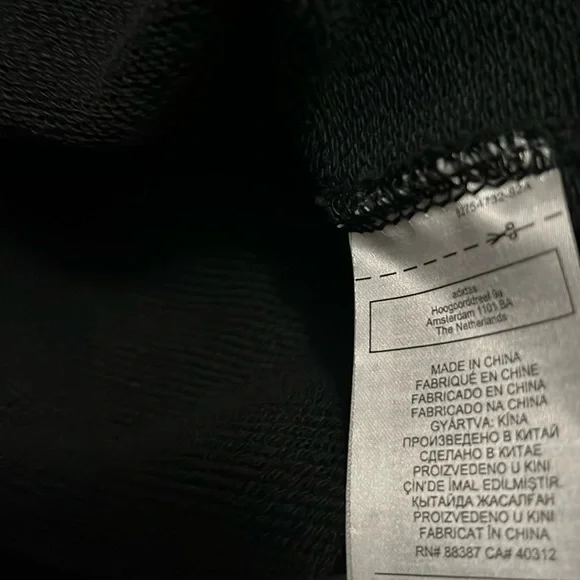 N754732-82A
adidas
Hoogoorddreef 9a
Amsterdam 1101 BA
The Netherlands
MADE IN CHINA
FABRIQUÉ EN CHINE
FABRICADO EN CHINA
FABRICADO NA CHINA
GYÁRTVA: KÍNA
ПРОИЗВЕДЕНО В КИТАЙ
СДЕЛАНО В КИТАЕ
PROIZVEDENO U KINI
ÇİN'DE İMAL EDİLMİŞTİR.
ҚЫТАЙДА ЖАСАЛҒАН
PROIZVEDENO U KINI
FABRICAT ÎN CHINA
RN# 88387 CA# 40312